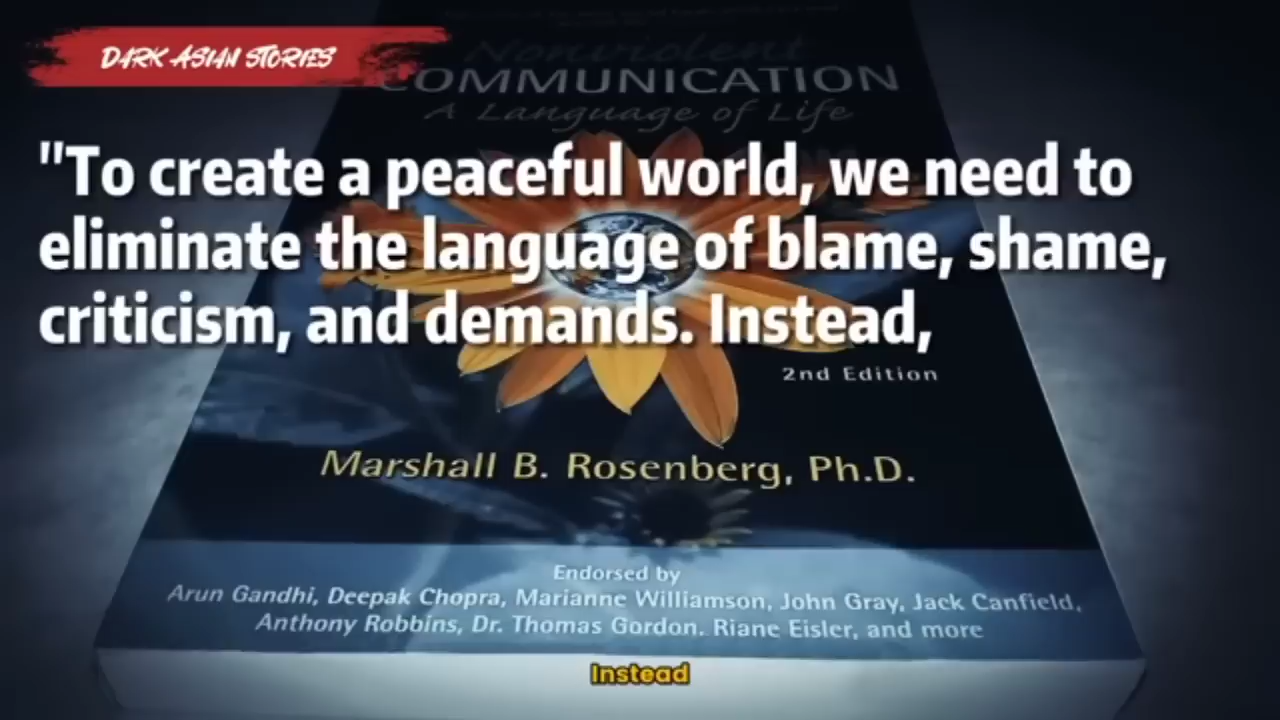 DARK ASIAN STORIES
Nonviolent
COMMUNICATION
A Language of Life
"To create a peaceful world, we need to
eliminate the language of blame, shame,
criticism, and demands. Instead,
2nd Edition
Marshall B. Rosenberg, Ph.D.
Endorsed by
Arun Gandhi, Deepak Chopra, Marianne Williamson, John Gray, Jack Canfield,
Anthony Robbins, Dr. Thomas Gordon. Riane Eisler, and more
Instead